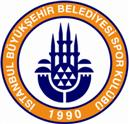 İSTANBUL BÜYÜKŞEHİR BELEDİYESİ SPOR KULÜBÜ
1990